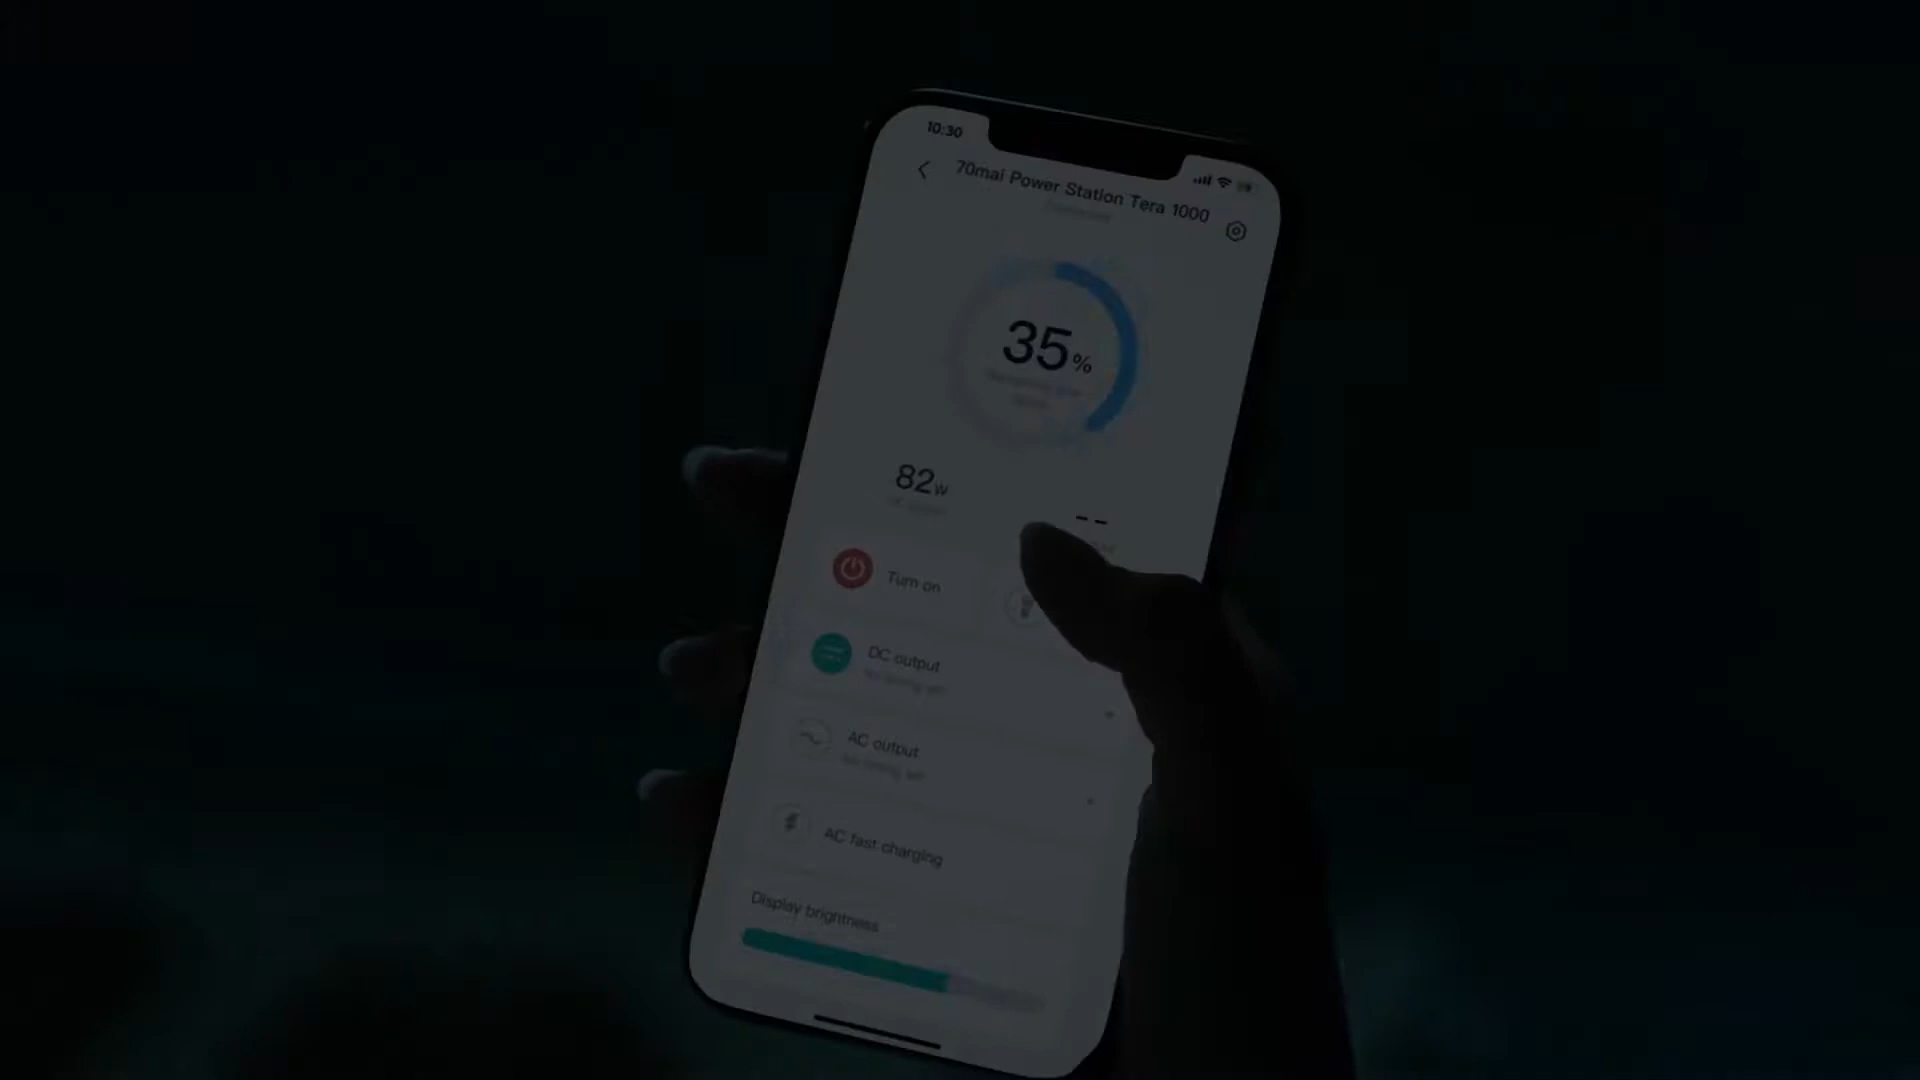 10:30
70mai Power Station Tera 1000
35%
82w
--
Turn on
DC output
AC output
AC fast charging
Display brightness